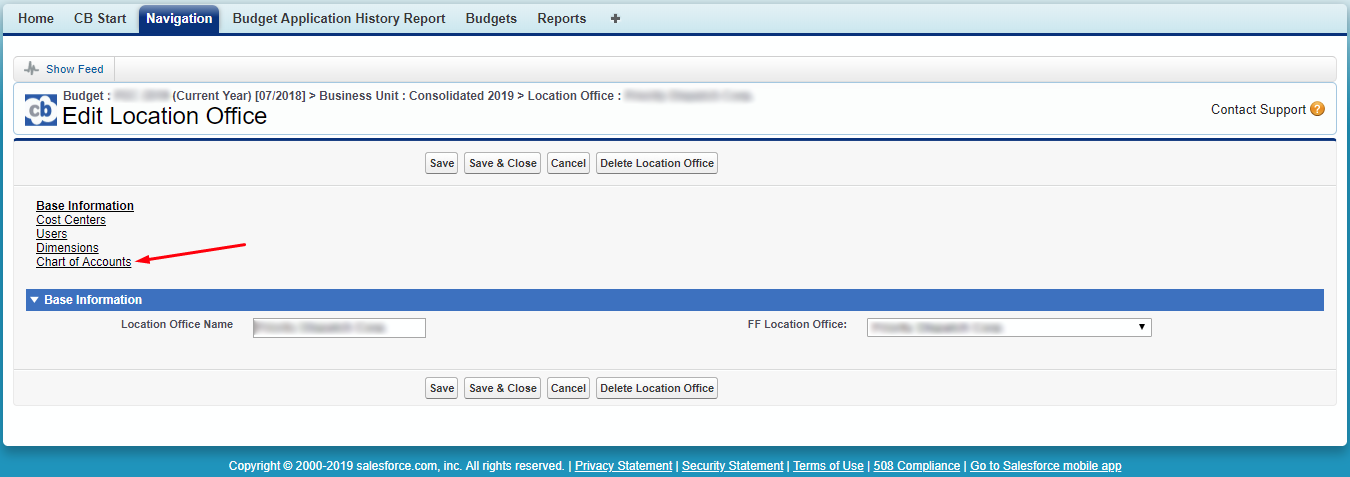 Home CB Start Navigation Budget Application History Report Budgets Reports +
Show Feed
Budget : (Current Year) [07/2018] > Business Unit : Consolidated 2019 > Location Office :
cb
Edit Location Office
Contact Support ?
Save Save & Close Cancel Delete Location Office
Base Information
Cost Centers
Users
Dimensions
Chart of Accounts
Base Information
Location Office Name
FF Location Office:
Save Save & Close Cancel Delete Location Office
Copyright © 2000-2019 salesforce.com, inc. All rights reserved. | Privacy Statement | Security Statement | Terms of Use | 508 Compliance | Go to Salesforce mobile app